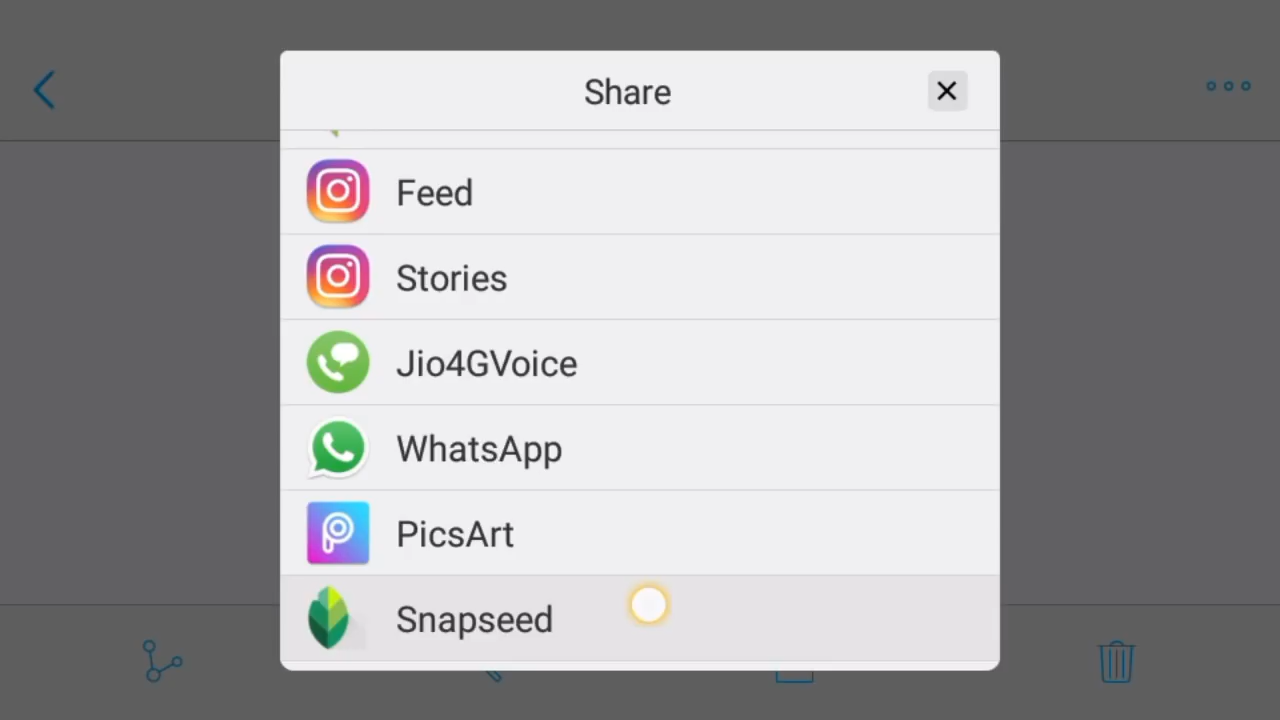 Share
Feed
Stories
Jio4GVoice
WhatsApp
PicsArt
Snapseed